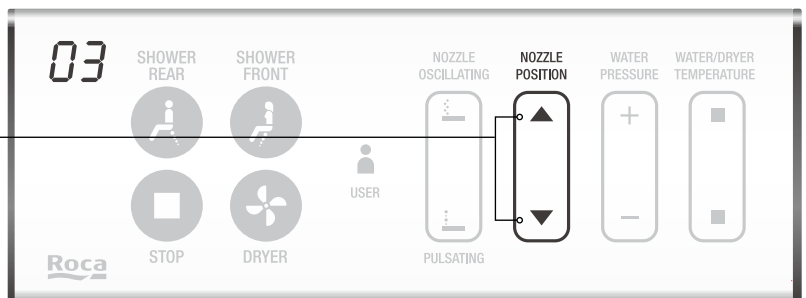 03
SHOWER
REAR
SHOWER
FRONT
NOZZLE
OSCILLATING
NOZZLE
POSITION
WATER
PRESSURE
WATER/DRYER
TEMPERATURE
+
−
USER
STOP
DRYER
PULSATING
Roca